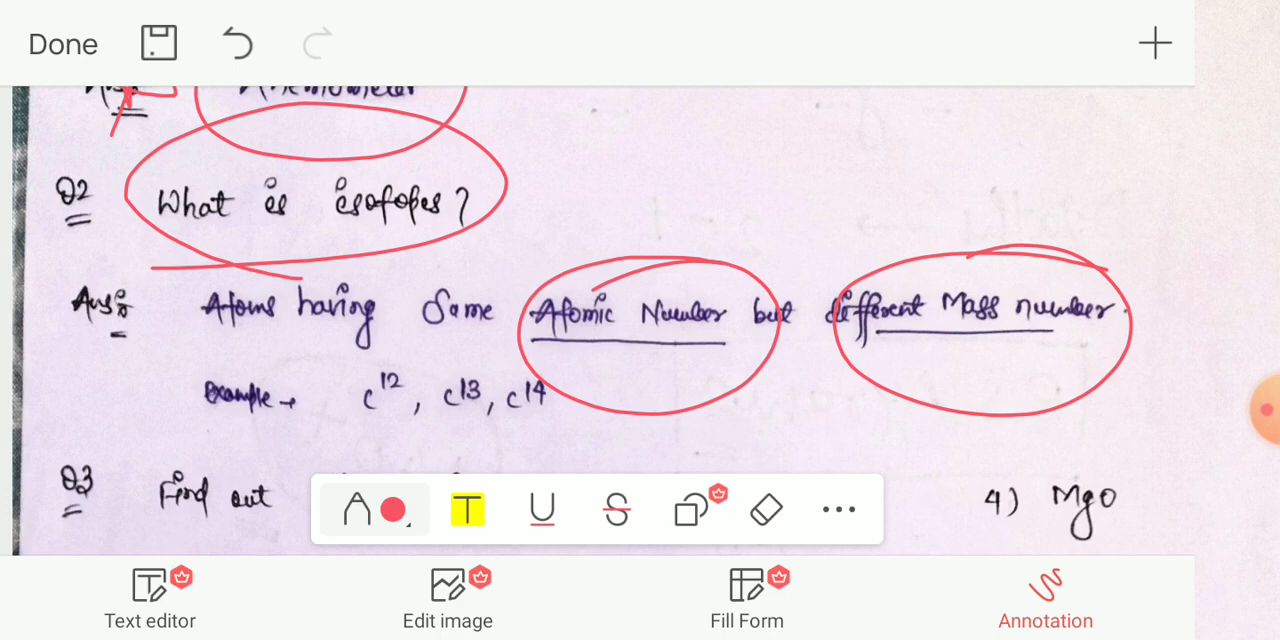 Done
Q2 What is isotopes?
Ans:- Atoms having Same Atomic Number but different Mass number.
Example → C12, C13, C14
Q3 Find out
4) MgO
Text editor
Edit image
Fill Form
Annotation